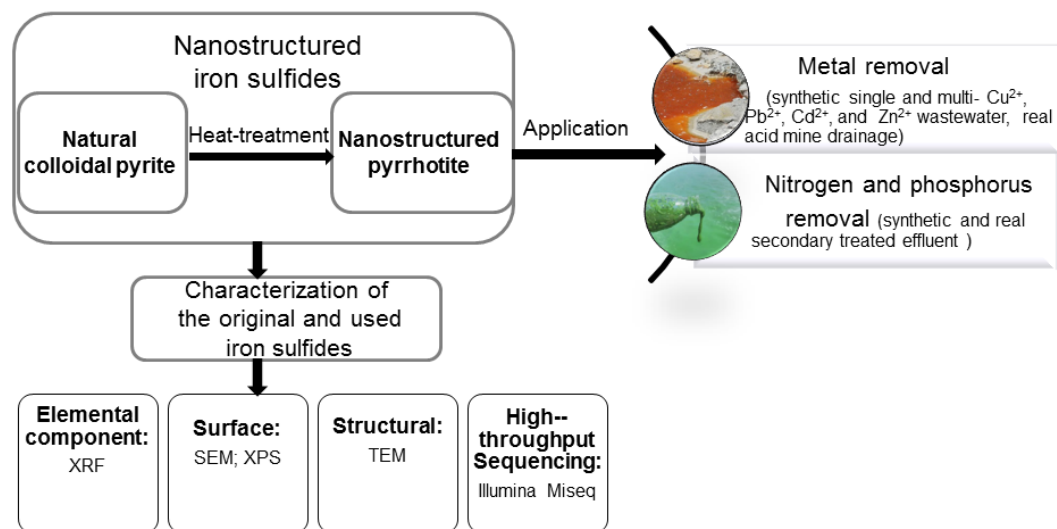 Nanostructured
iron sulfides
Natural
colloidal pyrite
Heat-treatment
Nanostructured
pyrrhotite
Application
Metal removal
(synthetic single and multi- Cu²⁺,
Pb²⁺, Cd²⁺, and Zn²⁺ wastewater, real
acid mine drainage)
Nitrogen and phosphorus
removal (synthetic and real
secondary treated effluent )
Characterization of
the original and used
iron sulfides
Elemental
component:
XRF
Surface:
SEM; XPS
Structural:
TEM
High--
throughput
Sequencing:
Illumina Miseq